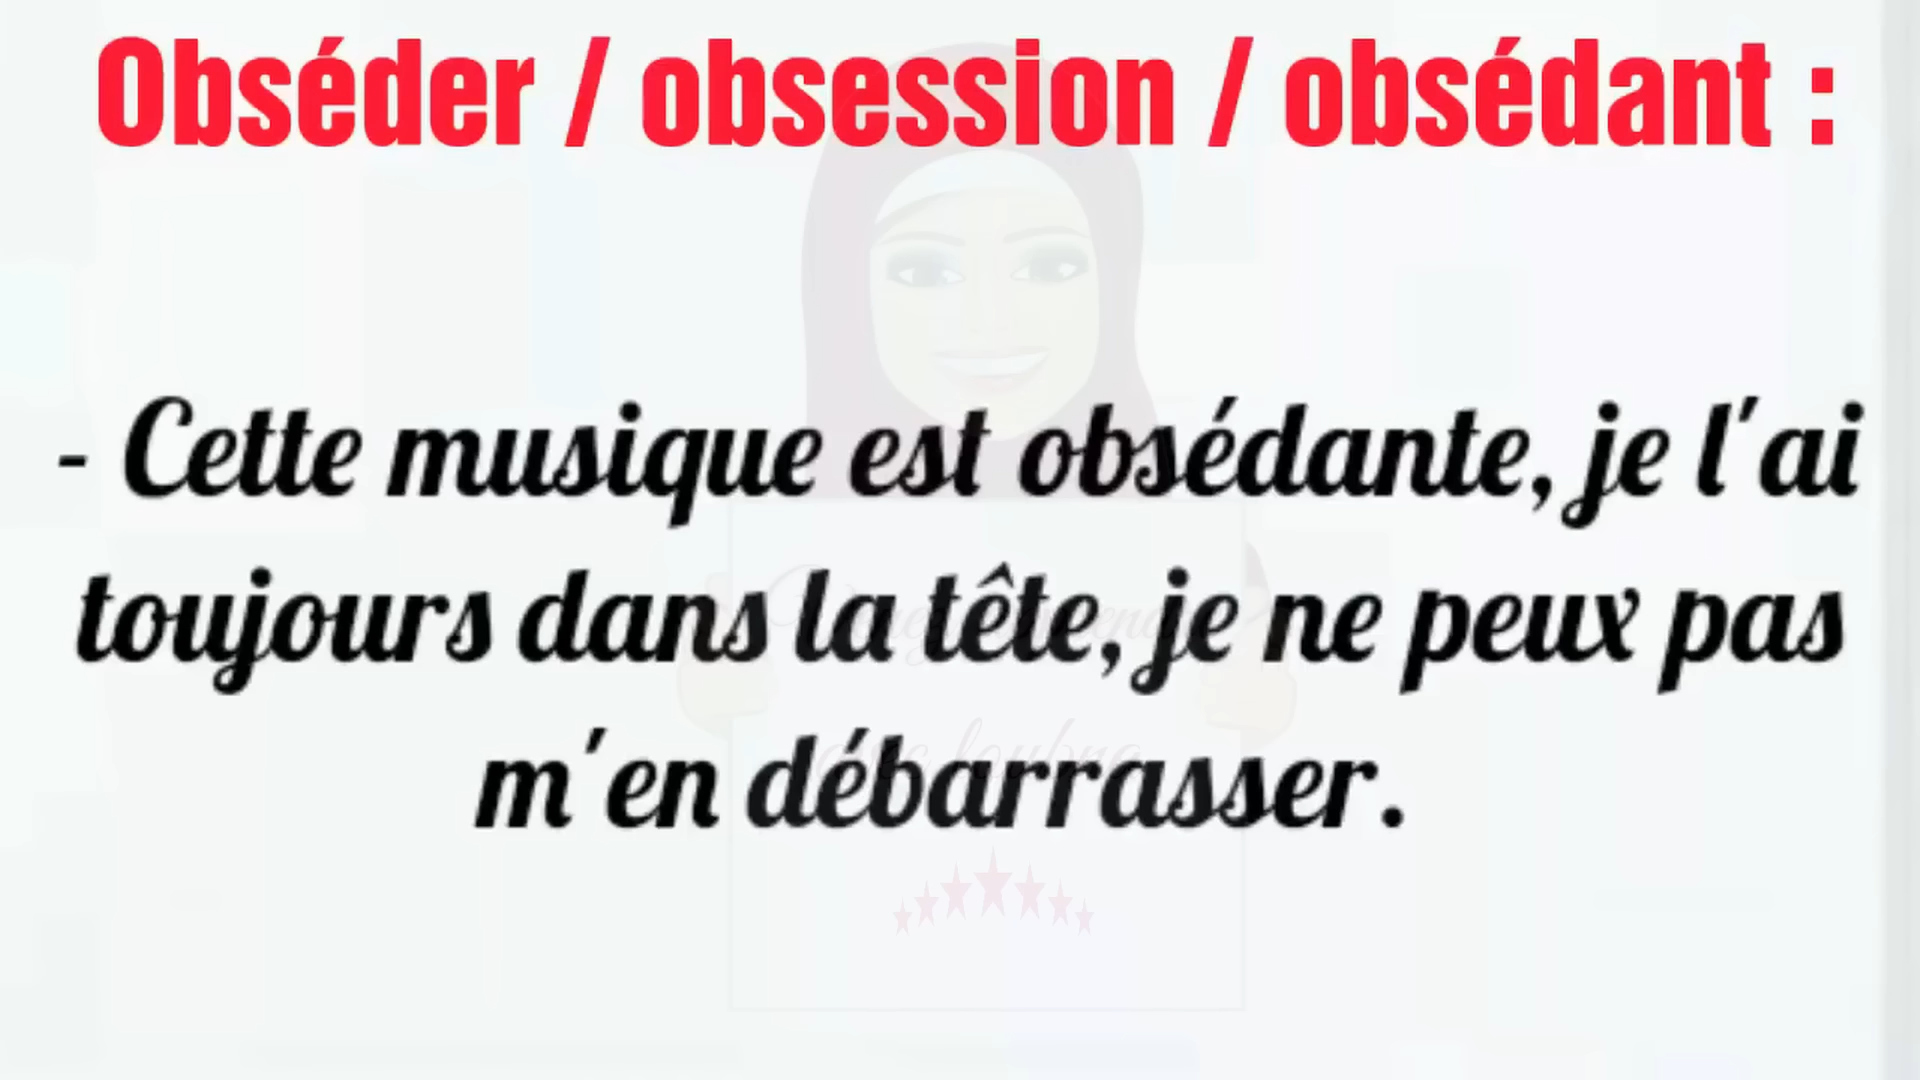 Obséder / obsession / obsédant :
- Cette musique est obsédante, je l'ai
toujours dans la tête, je ne peux pas
m'en débarrasser.